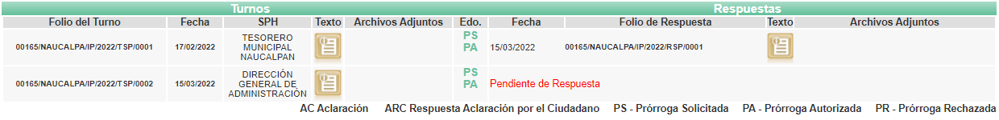 Turnos Respuestas
Folio del Turno Fecha SPH Texto Archivos Adjuntos Edo. Fecha Folio de Respuesta Texto Archivos Adjuntos
00165/NAUCALPA/IP/2022/TSP/0001 17/02/2022 TESORERO MUNICIPAL NAUCALPAN PS PA 15/03/2022 00165/NAUCALPA/IP/2022/RSP/0001
00165/NAUCALPA/IP/2022/TSP/0002 15/03/2022 DIRECCIÓN GENERAL DE ADMINISTRACIÓN PS PA Pendiente de Respuesta
AC Aclaración ARC Respuesta Aclaración por el Ciudadano PS - Prórroga Solicitada PA - Prórroga Autorizada PR - Prórroga Rechazada